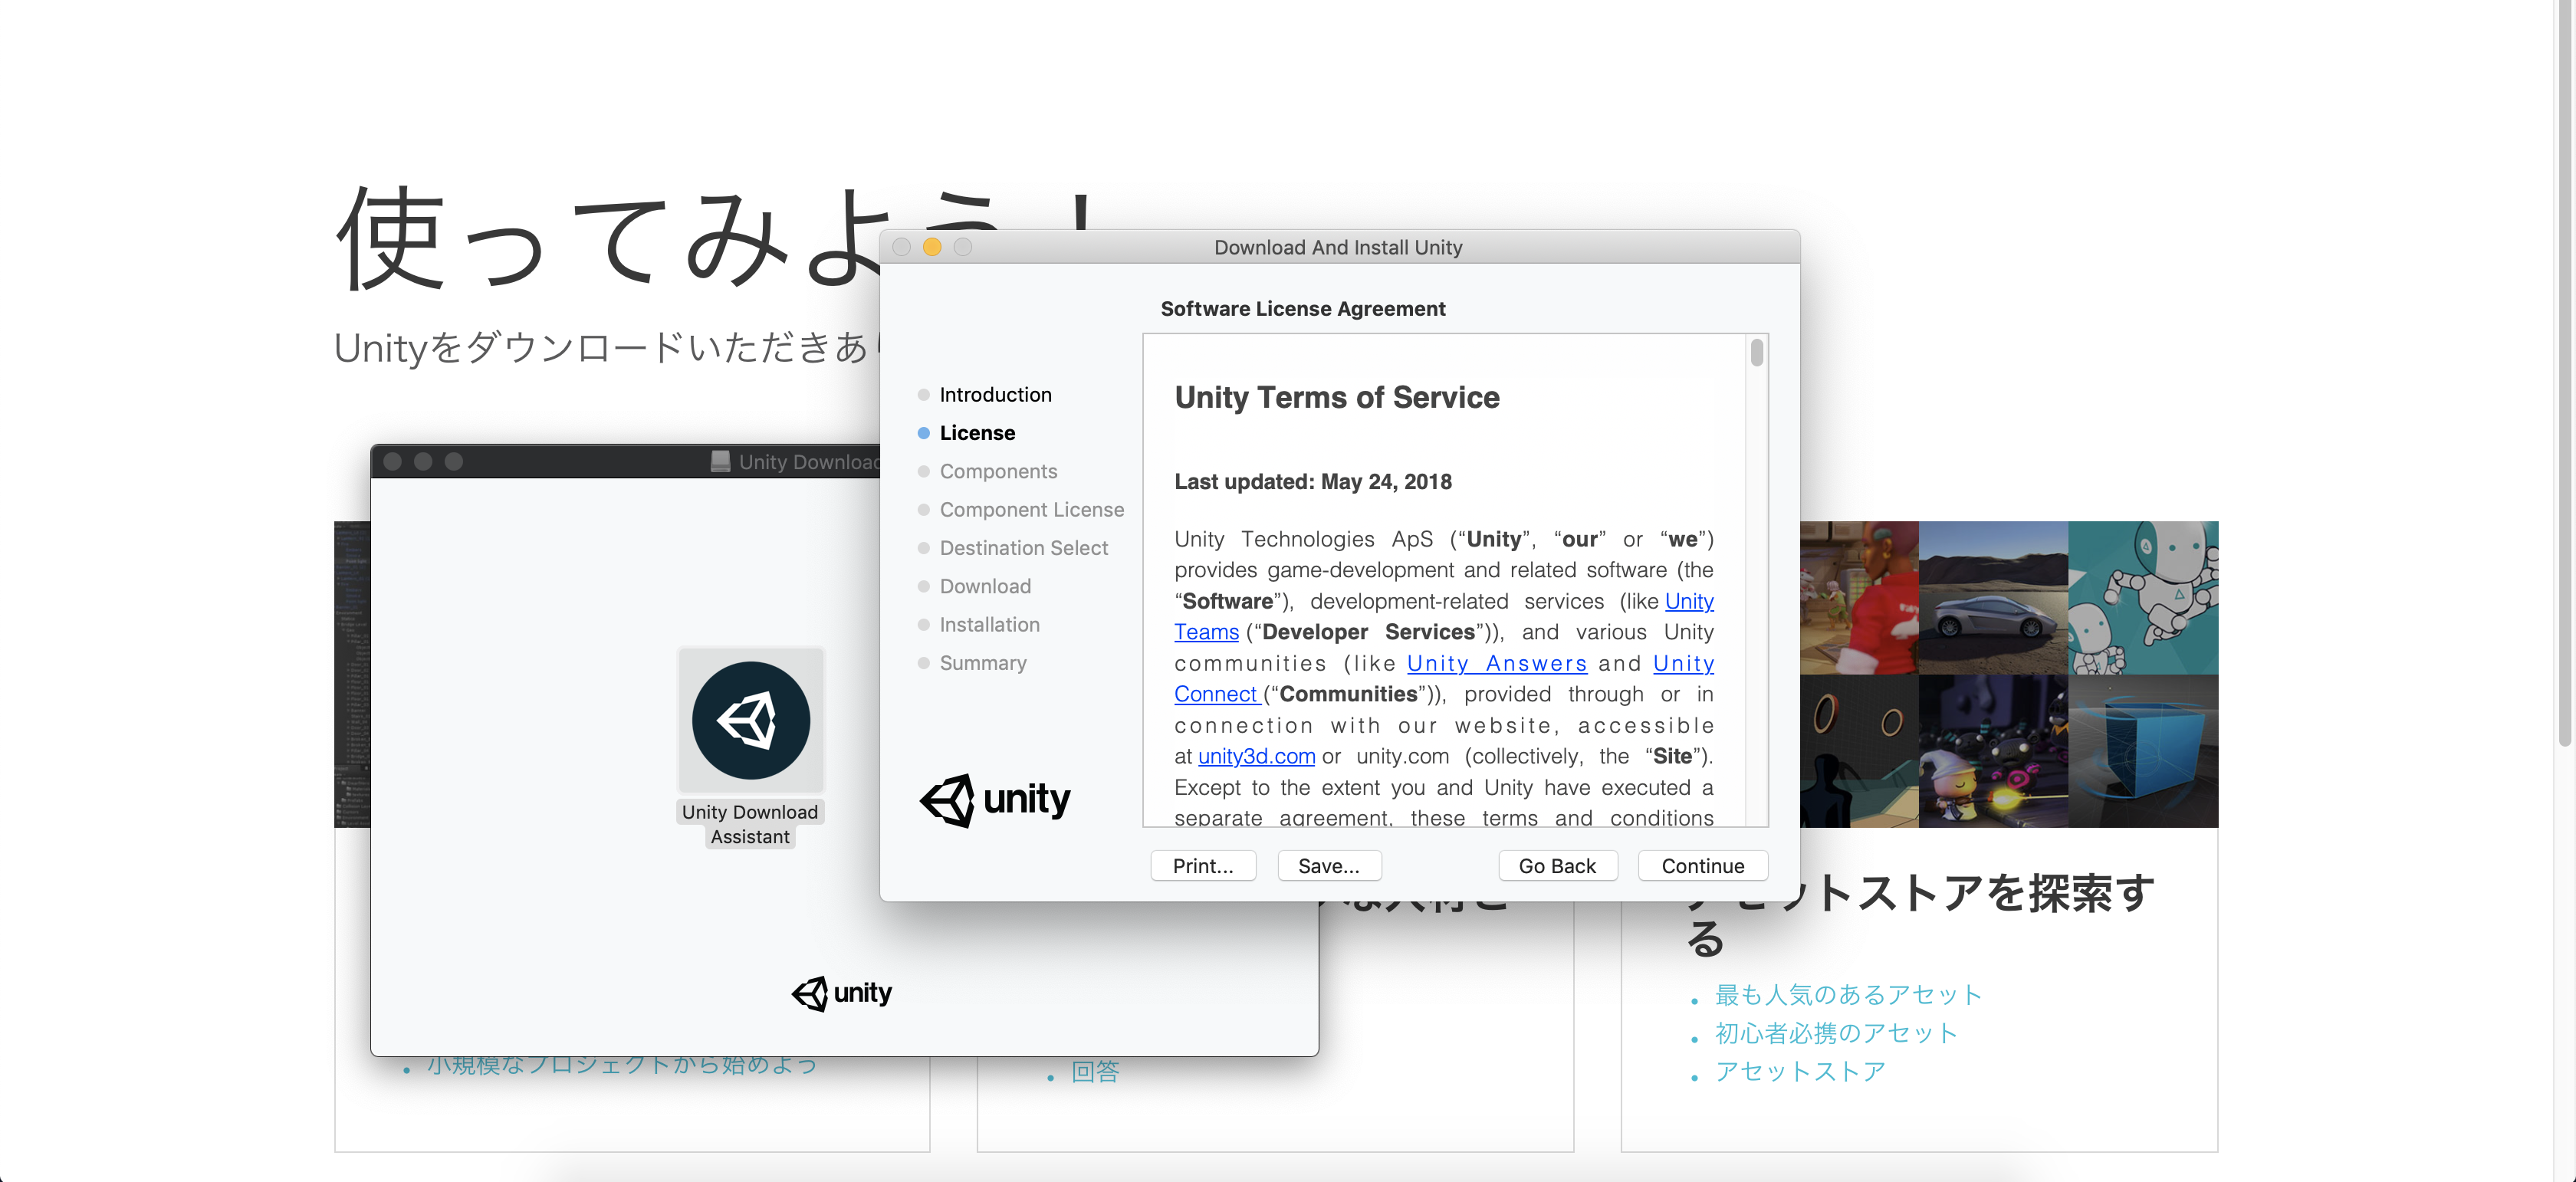 使ってみよう！
Unityをダウンロードいただきあり
Unity Download
Unity Download
Assistant
unity
Download And Install Unity
Software License Agreement
Introduction
License
Components
Component License
Destination Select
Download
Installation
Summary
unity
Unity Terms of Service
Last updated: May 24, 2018
Unity Technologies ApS (“Unity”, “our” or “we”)
provides game-development and related software (the
“Software”), development-related services (like Unity
Teams (“Developer Services”)), and various Unity
communities (like Unity Answers and Unity
Connect (“Communities”)), provided through or in
connection with our website, accessible
at unity3d.com or unity.com (collectively, the “Site”).
Except to the extent you and Unity have executed a
separate agreement, these terms and conditions
Print...
Save...
Go Back
Continue
• 小規模なプロジェクトから始めよう
な人材と
• 回答
アセットストアを探索す
る
• 最も人気のあるアセット
• 初心者必携のアセット
• アセットストア